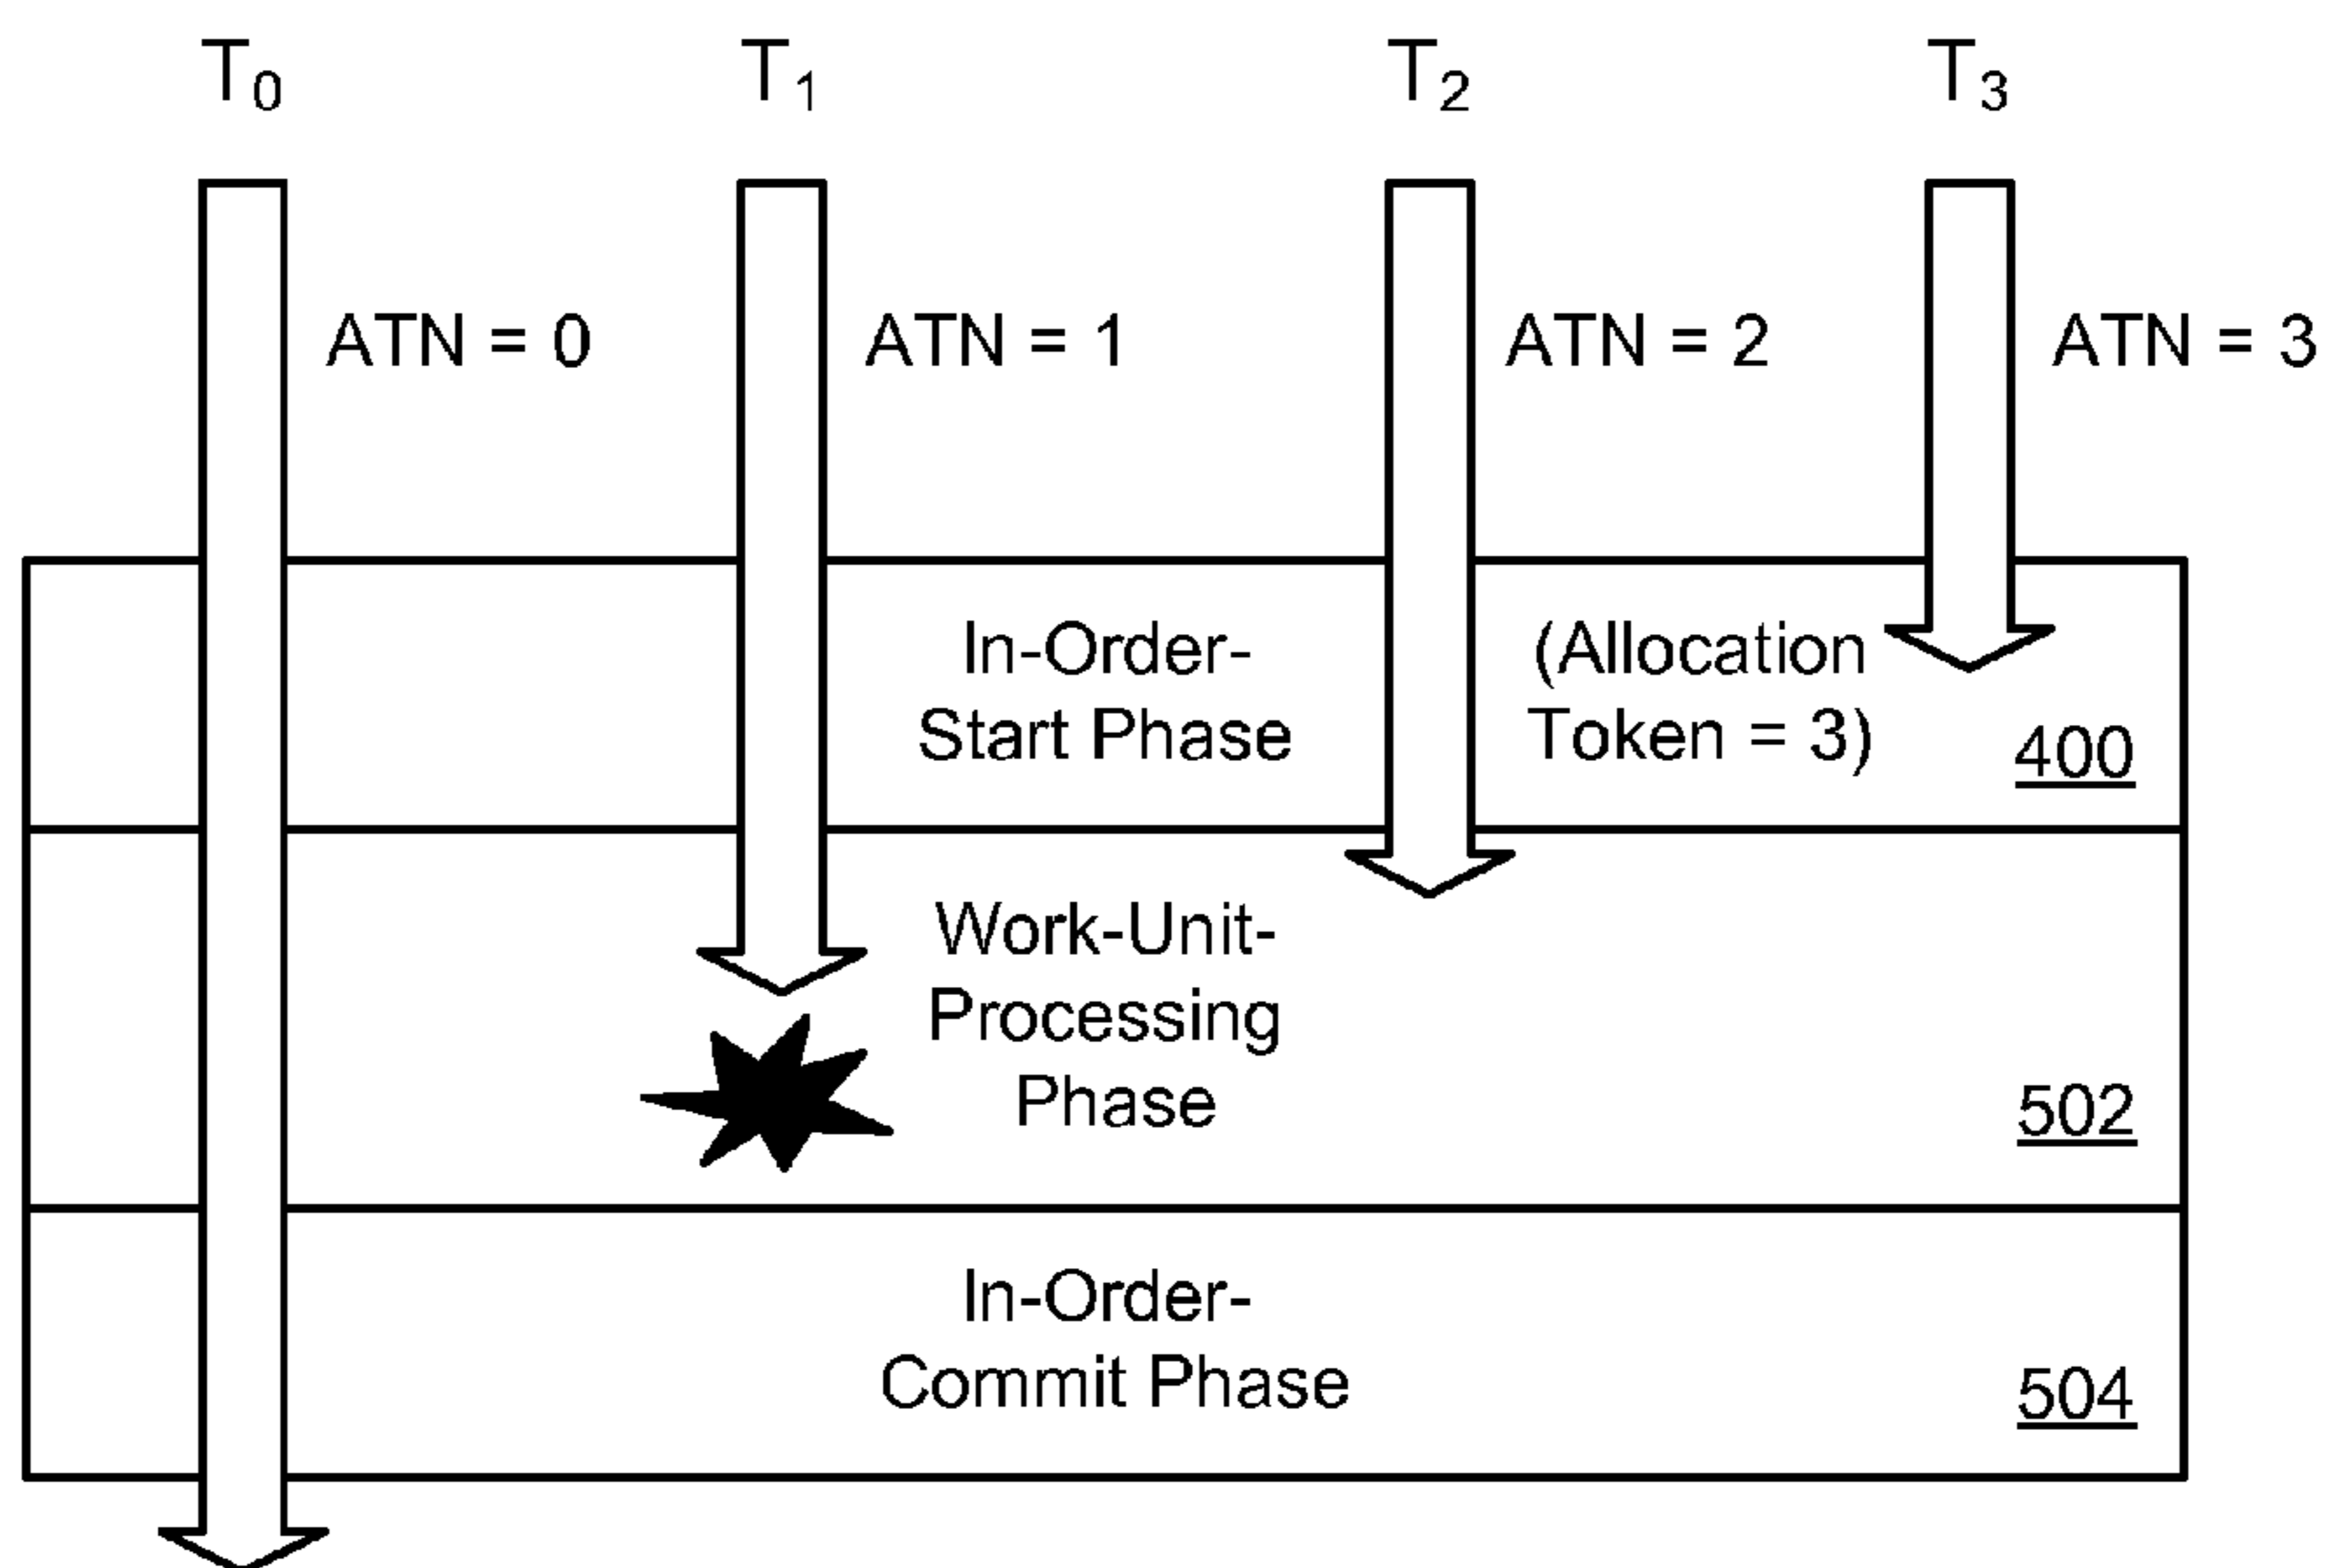 T0 T1 T2 T3
ATN = 0 ATN = 1 ATN = 2 ATN = 3
In-Order-
Start Phase
(Allocation
Token = 3)
400
Work-Unit-
Processing
Phase
502
In-Order-
Commit Phase
504